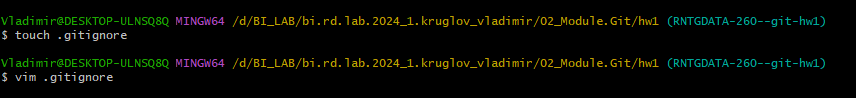 Vladimir@DESKTOP-ULNSQ8Q MINGW64 /d/BI_LAB/bi.rd.lab.2024_1.kruglov_vladimir/02_Module.Git/hw1 (RNTGDATA-260--git-hw1)
$ touch .gitignore
Vladimir@DESKTOP-ULNSQ8Q MINGW64 /d/BI_LAB/bi.rd.lab.2024_1.kruglov_vladimir/02_Module.Git/hw1 (RNTGDATA-260--git-hw1)
$ vim .gitignore